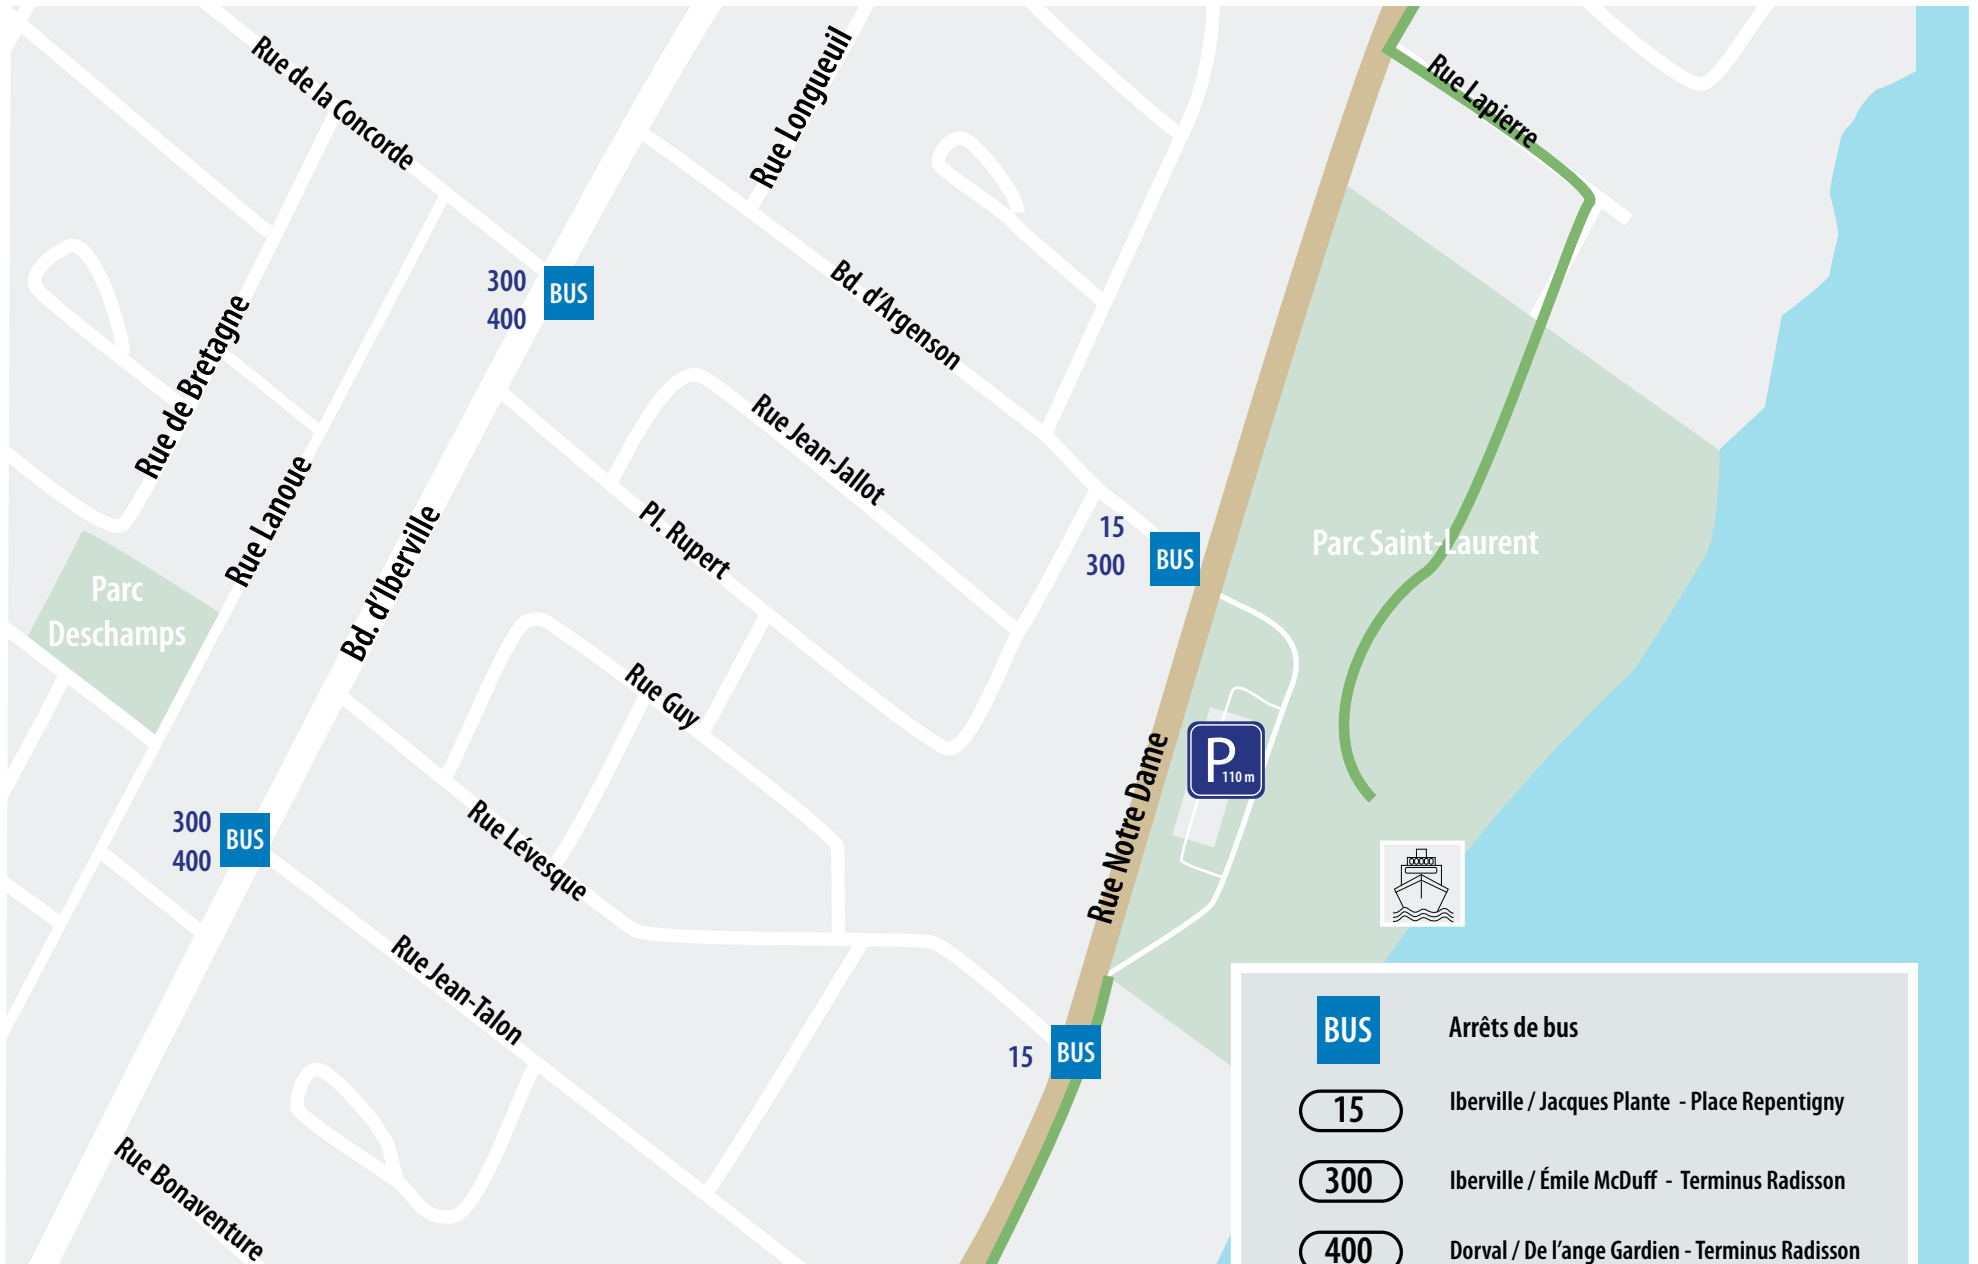 Rue de la Concorde
Rue Longueuil
Rue Lapierre
300
400
BUS
Bd. d'Argenson
Rue de Bretagne
Rue Jean-Jallot
Rue Lanoue
Bd. d'Iberville
Pl. Rupert
15
300
BUS
Parc Saint-Laurent
Parc
Deschamps
Rue Guy
P
110 m
Rue Notre Dame
300
400
BUS
Rue Lévesque
Rue Jean-Talon
15
BUS
Rue Bonaventure
BUS
Arrêts de bus
15
Iberville / Jacques Plante - Place Repentigny
300
Iberville / Émile McDuff - Terminus Radisson
400
Dorval / De l'ange Gardien - Terminus Radisson